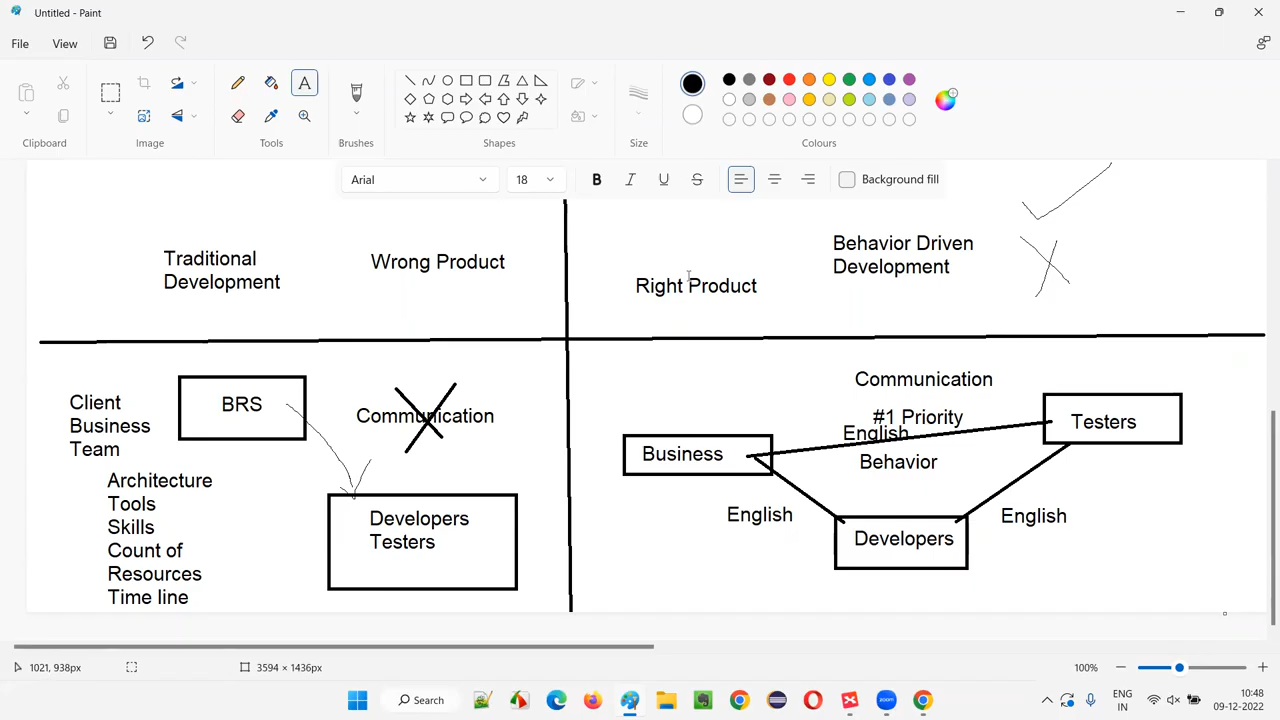 Untitled - Paint
File
View
Clipboard
Image
Tools
Brushes
Shapes
Size
Colours
Arial
18
B
I
U
S
Background fill
Traditional
Development
Wrong Product
Right Product
Behavior Driven
Development
Client
Business
Team
BRS
Communication
Architecture
Tools
Skills
Count of
Resources
Time line
Developers
Testers
Communication
#1 Priority
English
Behavior
Business
Testers
English
English
Developers
1021, 938px
3594 × 1436px
100%
Search
zoom
ENG
IN
10:48
09-12-2022